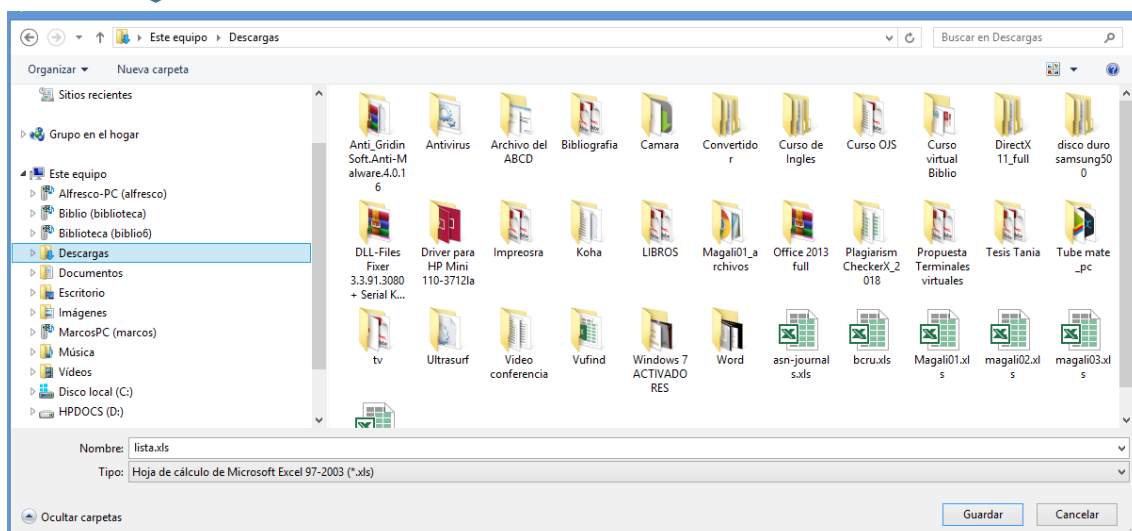 Este equipo Descargas
Buscar en Descargas
Organizar Nueva carpeta
Sitios recientes
Grupo en el hogar
Este equipo
Alfresco-PC (alfresco)
Biblio (biblioteca)
Biblioteca (biblio6)
Descargas
Documentos
Escritorio
Imágenes
MarcosPC (marcos)
Música
Vídeos
Disco local (C:)
HPDOCS (D:)
Anti_Gridin
Soft.Anti-M
alware.4.0.1
6
Antivirus
Archivo del
ABCD
Bibliografia
Camara
Convertido
r
Curso de
Ingles
Curso OJS
Curso
virtual
Biblio
DirectX
11_full
disco duro
samsung50
0
DLL-Files
Fixer
3.3.91.3080
+ Serial K...
Driver para
HP Mini
110-3712la
Impreosra
Koha
LIBROS
Magali01_a
rchivos
Office 2013
full
Plagiarism
CheckerX_2
018
Propuesta
Terminales
virtuales
Tesis Tania
Tube mate
_pc
tv
Ultrasurf
Video
conferencia
Vufind
Windows 7
ACTIVADO
RES
Word
asn-journal
s.xls
bcru.xls
Magali01.xl
s
magali02.xl
s
magali03.xl
s
Nombre: lista.xls
Tipo: Hoja de cálculo de Microsoft Excel 97-2003 (*.xls)
Ocultar carpetas
Guardar Cancelar